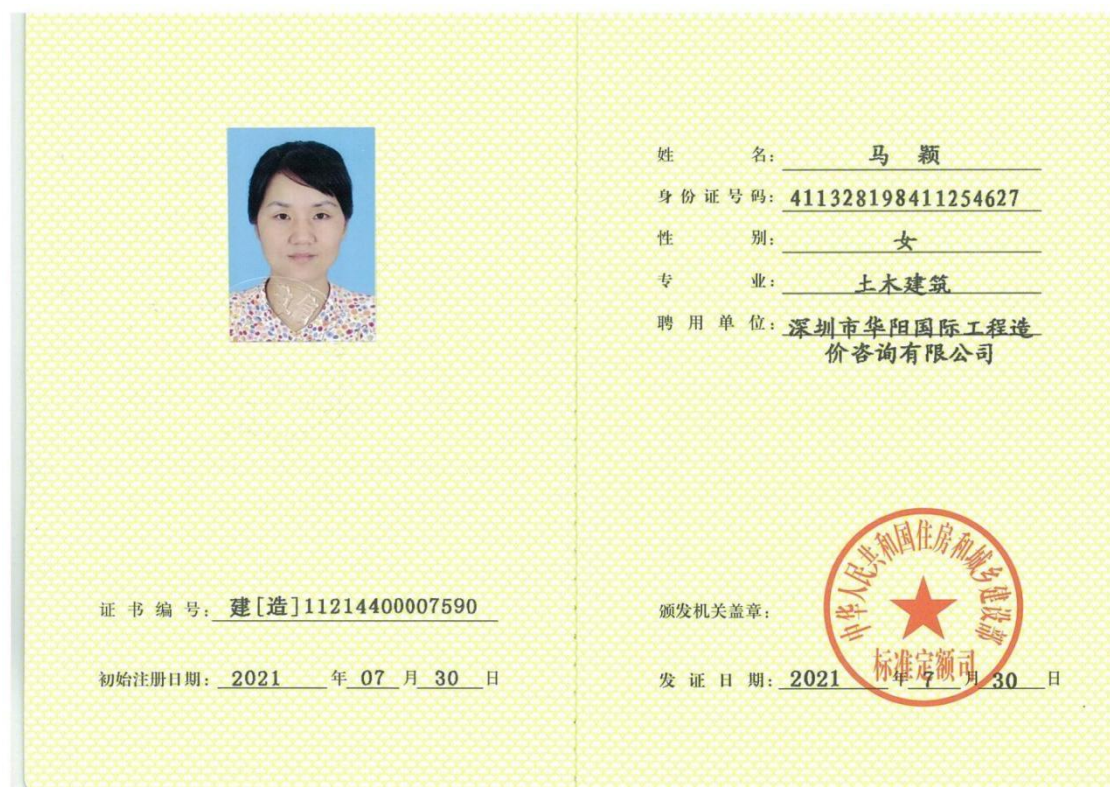 姓 名: 马 颖
身份证号码: 411328198411254627
性 别: 女
专 业: 土木建筑
聘用单位: 深圳市华阳国际工程造
价咨询有限公司
证书编号: 建[造]11214400007590
初始注册日期: 2021 年 07 月 30 日
颁发机关盖章:
中华人民共和国住房和城乡建设部
标准定额司
发证日期: 2021 年 7 月 30 日